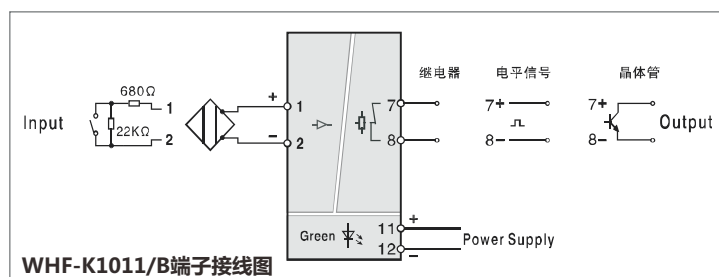 继电器 电平信号 晶体管
680Ω
Input
1
22KΩ
2
+ 1
− 2
7
8
7+
8−
7+
8−
Output
Green
11 +
12 −
Power Supply
WHF-K1011/B端子接线图